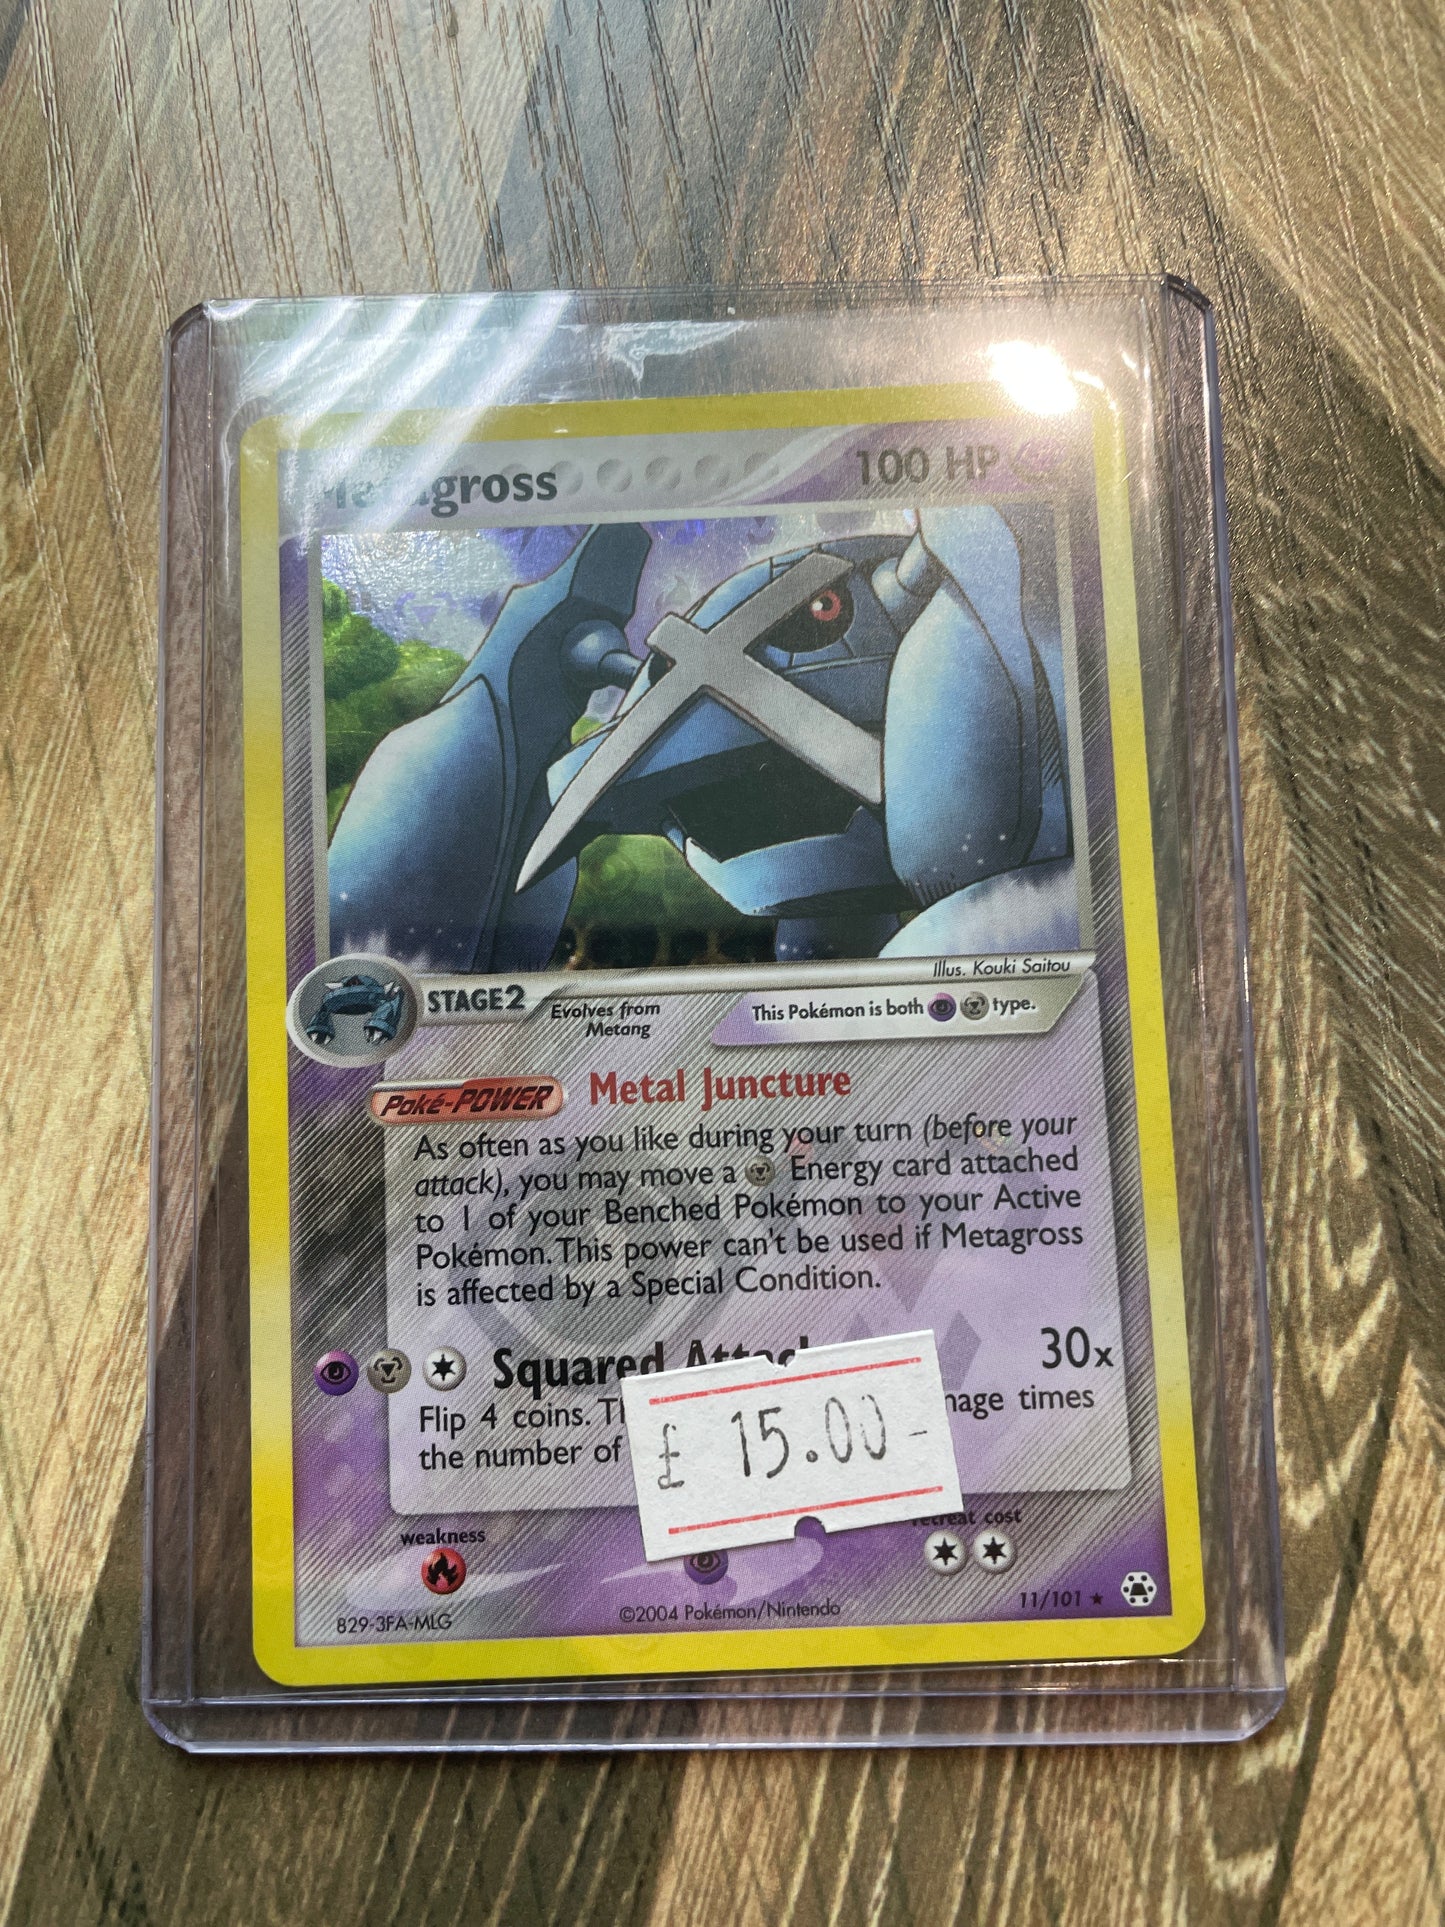 Metagross 100 HP
Illus. Kouki Saitou
STAGE2 Evolves from
Metang
This Pokémon is both type.
Poké-POWER Metal Juncture
As often as you like during your turn (before your
attack), you may move a Energy card attached
to 1 of your Benched Pokémon to your Active
Pokémon. This power can't be used if Metagross
is affected by a Special Condition.
Squared Attack 30x
Flip 4 coins. times
the number of
£ 15.00-
weakness
retreat cost
829-3FA-MLG
©2004 Pokémon/Nintendo
11/101 ★